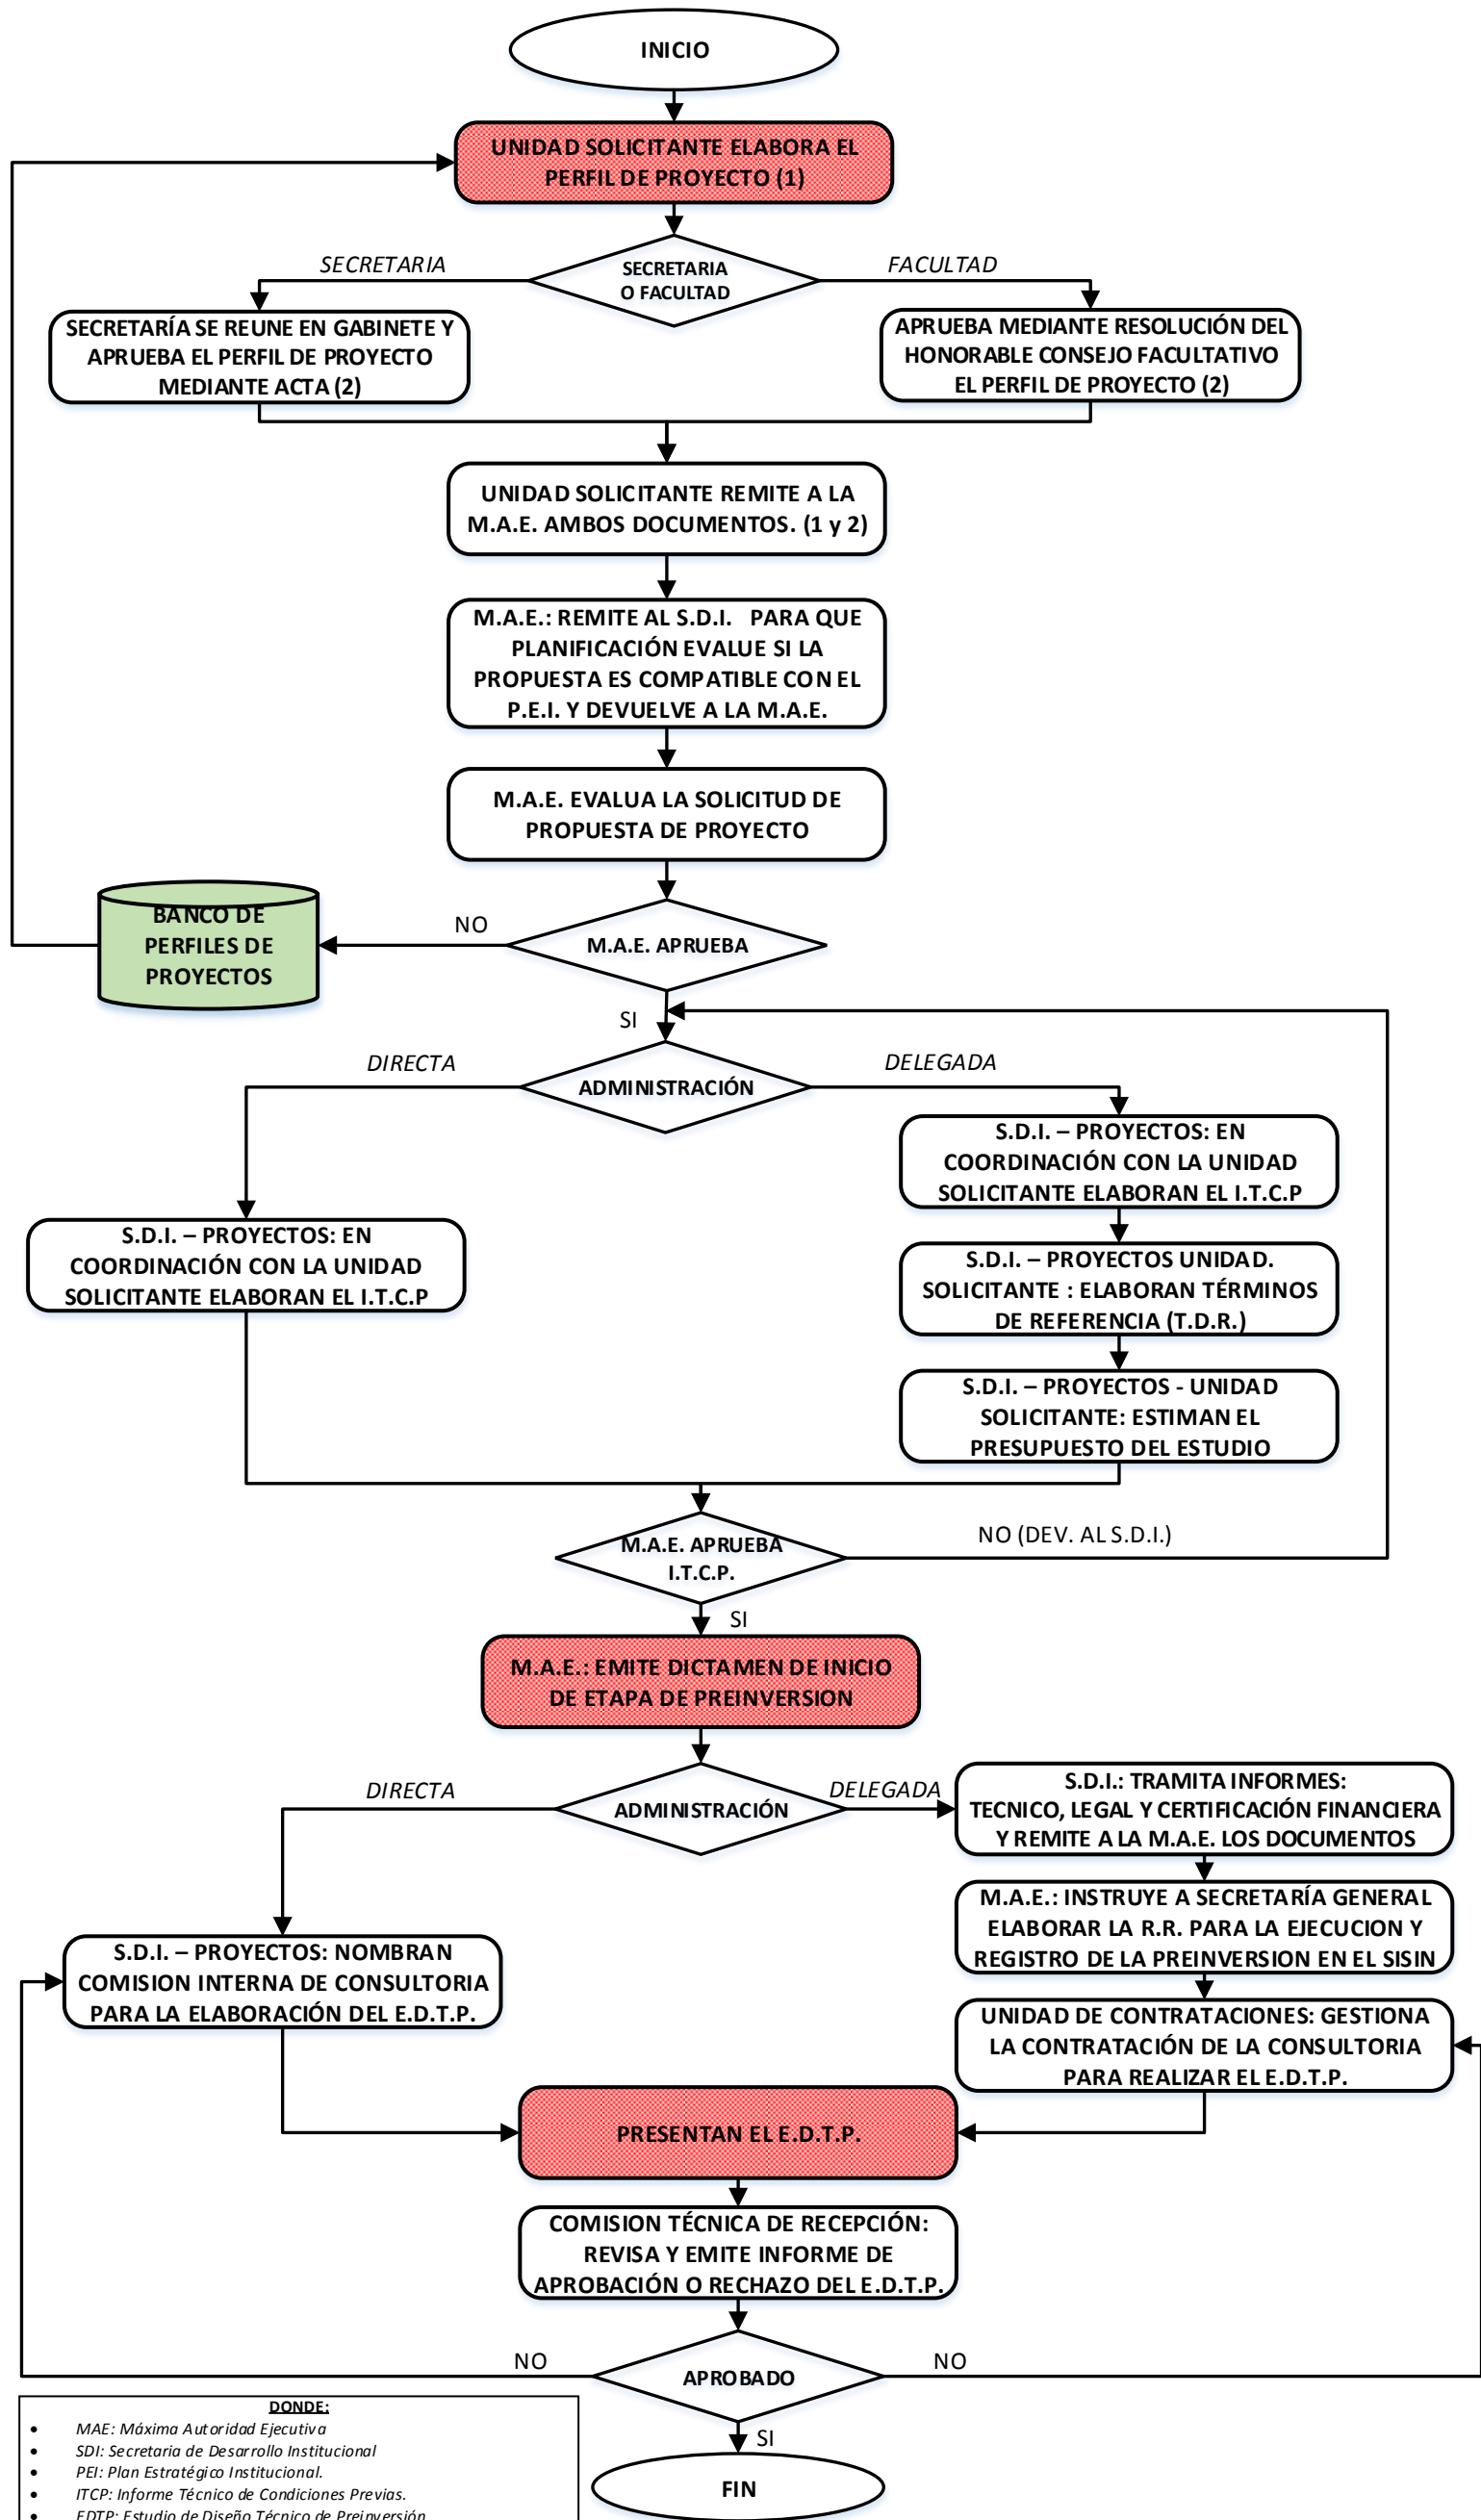 INICIO
UNIDAD SOLICITANTE ELABORA EL
PERFIL DE PROYECTO (1)
SECRETARIA
SECRETARIA
O FACULTAD
FACULTAD
SECRETARÍA SE REUNE EN GABINETE Y
APRUEBA EL PERFIL DE PROYECTO
MEDIANTE ACTA (2)
APRUEBA MEDIANTE RESOLUCIÓN DEL
HONORABLE CONSEJO FACULTATIVO
EL PERFIL DE PROYECTO (2)
UNIDAD SOLICITANTE REMITE A LA
M.A.E. AMBOS DOCUMENTOS. (1 y 2)
M.A.E.: REMITE AL S.D.I. PARA QUE
PLANIFICACIÓN EVALUE SI LA
PROPUESTA ES COMPATIBLE CON EL
P.E.I. Y DEVUELVE A LA M.A.E.
M.A.E. EVALUA LA SOLICITUD DE
PROPUESTA DE PROYECTO
BANCO DE
PERFILES DE
PROYECTOS
NO
M.A.E. APRUEBA
SI
DIRECTA
ADMINISTRACIÓN
DELEGADA
S.D.I. – PROYECTOS: EN
COORDINACIÓN CON LA UNIDAD
SOLICITANTE ELABORAN EL I.T.C.P
S.D.I. – PROYECTOS: EN
COORDINACIÓN CON LA UNIDAD
SOLICITANTE ELABORAN EL I.T.C.P
S.D.I. – PROYECTOS UNIDAD.
SOLICITANTE : ELABORAN TÉRMINOS
DE REFERENCIA (T.D.R.)
S.D.I. – PROYECTOS - UNIDAD
SOLICITANTE: ESTIMAN EL
PRESUPUESTO DEL ESTUDIO
M.A.E. APRUEBA
I.T.C.P.
NO (DEV. AL S.D.I.)
SI
M.A.E.: EMITE DICTAMEN DE INICIO
DE ETAPA DE PREINVERSION
DIRECTA
ADMINISTRACIÓN
DELEGADA
S.D.I.: TRAMITA INFORMES:
TECNICO, LEGAL Y CERTIFICACIÓN FINANCIERA
Y REMITE A LA M.A.E. LOS DOCUMENTOS
M.A.E.: INSTRUYE A SECRETARÍA GENERAL
ELABORAR LA R.R. PARA LA EJECUCION Y
REGISTRO DE LA PREINVERSION EN EL SISIN
S.D.I. – PROYECTOS: NOMBRAN
COMISION INTERNA DE CONSULTORIA
PARA LA ELABORACIÓN DEL E.D.T.P.
UNIDAD DE CONTRATACIONES: GESTIONA
LA CONTRATACIÓN DE LA CONSULTORIA
PARA REALIZAR EL E.D.T.P.
PRESENTAN EL E.D.T.P.
COMISION TÉCNICA DE RECEPCIÓN:
REVISA Y EMITE INFORME DE
APROBACIÓN O RECHAZO DEL E.D.T.P.
NO
APROBADO
NO
SI
FIN
DONDE:
• MAE: Máxima Autoridad Ejecutiva
• SDI: Secretaria de Desarrollo Institucional
• PEI: Plan Estratégico Institucional.
• ITCP: Informe Técnico de Condiciones Previas.
• EDTP: Estudio de Diseño Técnico de Preinversión